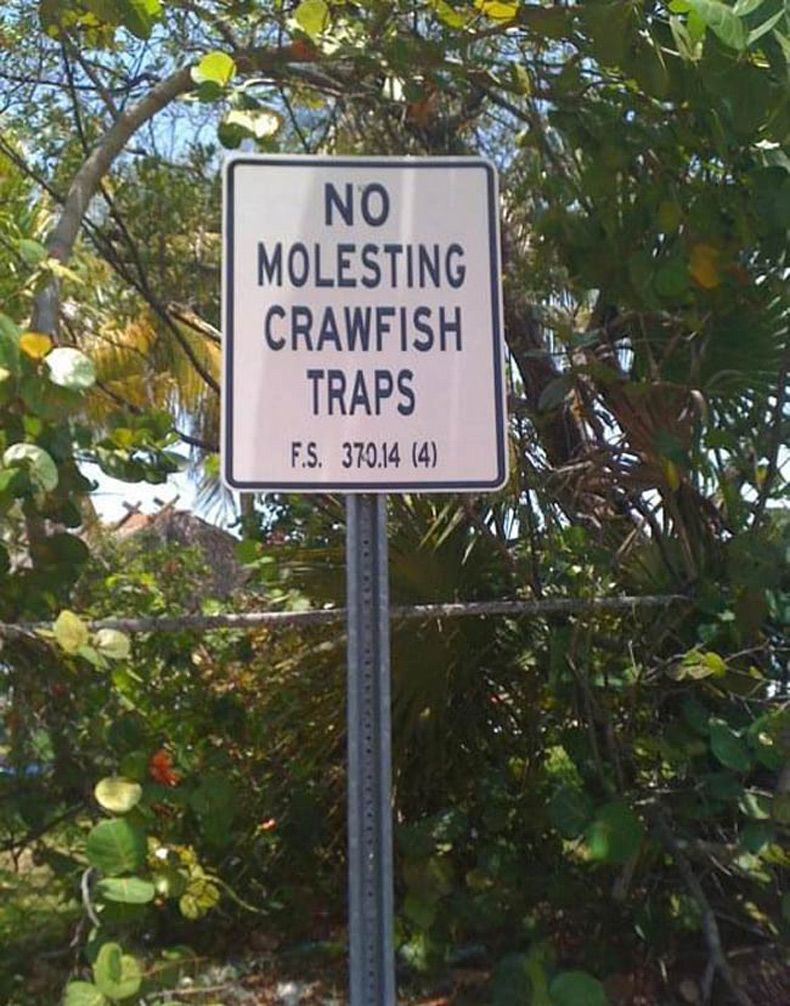 NO
MOLESTING
CRAWFISH
TRAPS
F.S. 370.14 (4)